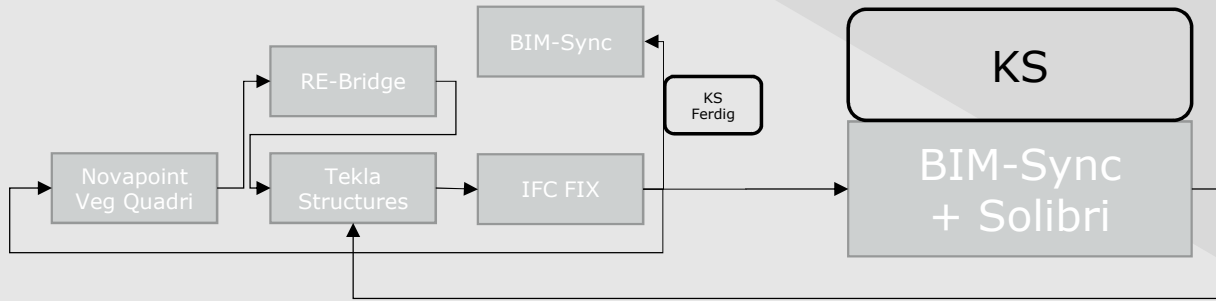 BIM-Sync
RE-Bridge
KS
Ferdig
KS
Novapoint
Veg Quadri
Tekla
Structures
IFC FIX
BIM-Sync
+ Solibri